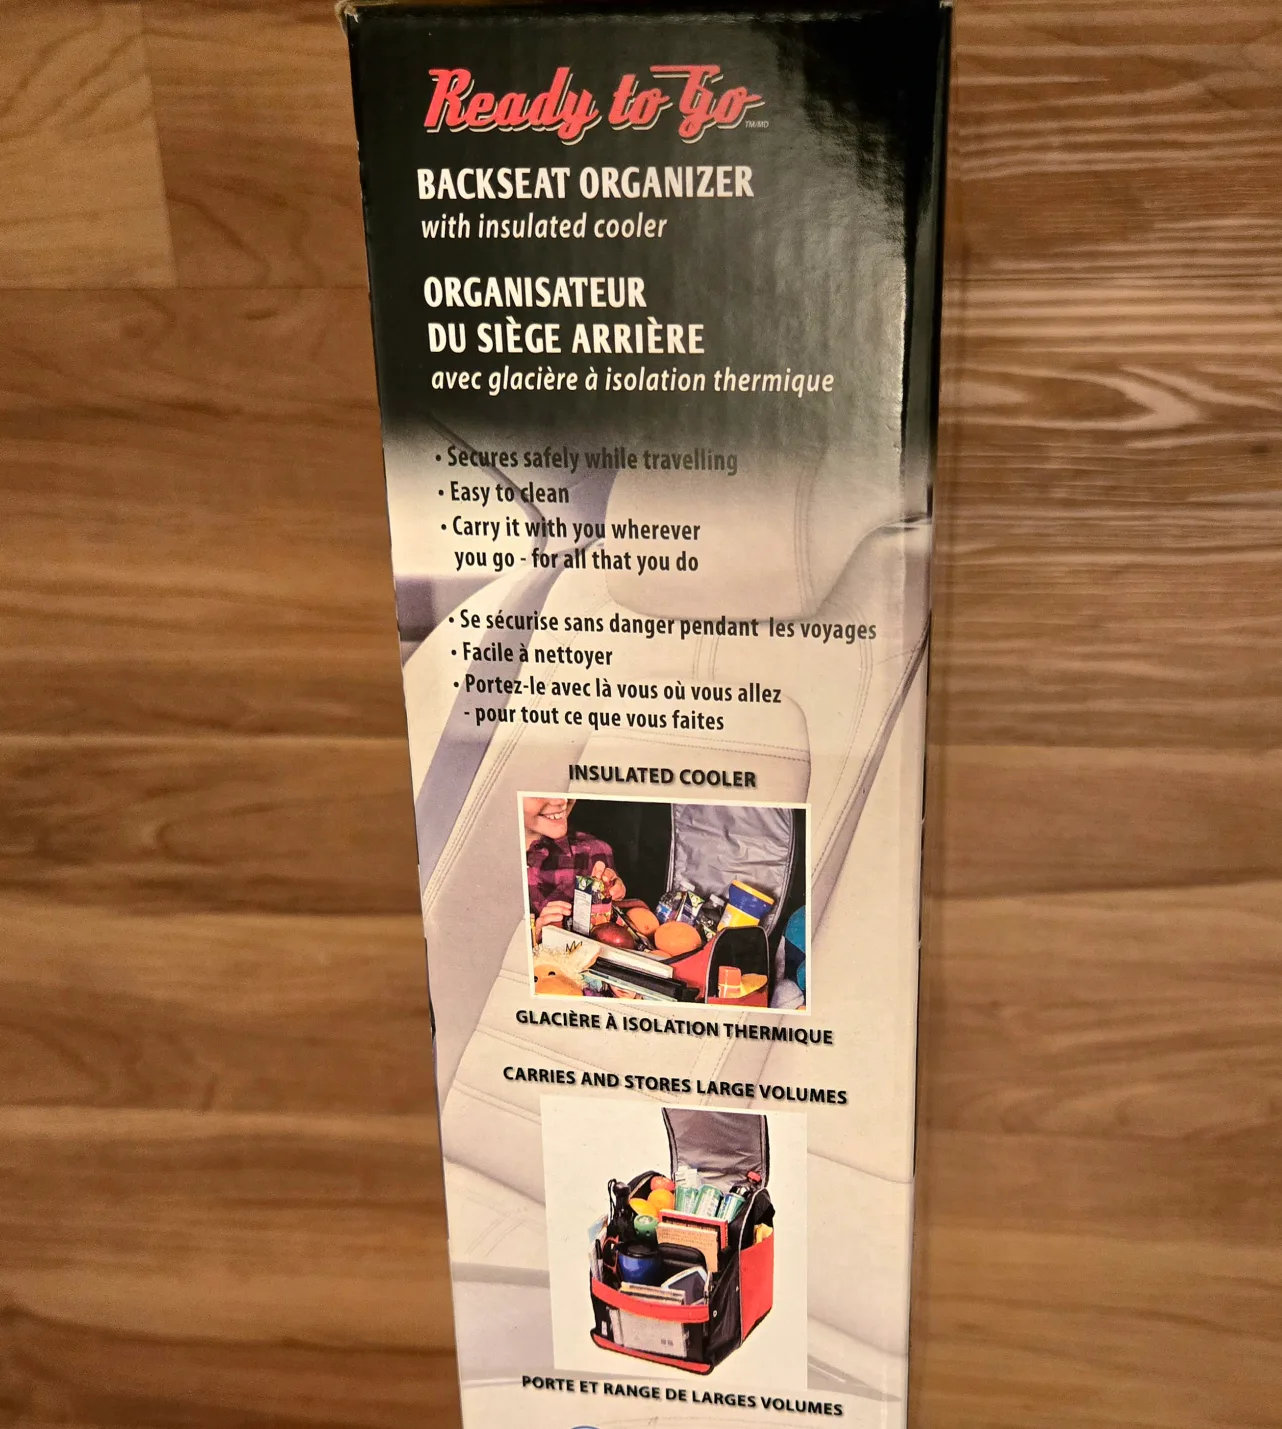 Ready to Go TM/MD
BACKSEAT ORGANIZER
with insulated cooler
ORGANISATEUR
DU SIÈGE ARRIÈRE
avec glacière à isolation thermique
• Secures safely while travelling
• Easy to clean
• Carry it with you wherever
you go - for all that you do
• Se sécurise sans danger pendant les voyages
• Facile à nettoyer
• Portez-le avec là vous où vous allez
- pour tout ce que vous faites
INSULATED COOLER
GLACIÈRE À ISOLATION THERMIQUE
CARRIES AND STORES LARGE VOLUMES
PORTE ET RANGE DE LARGES VOLUMES